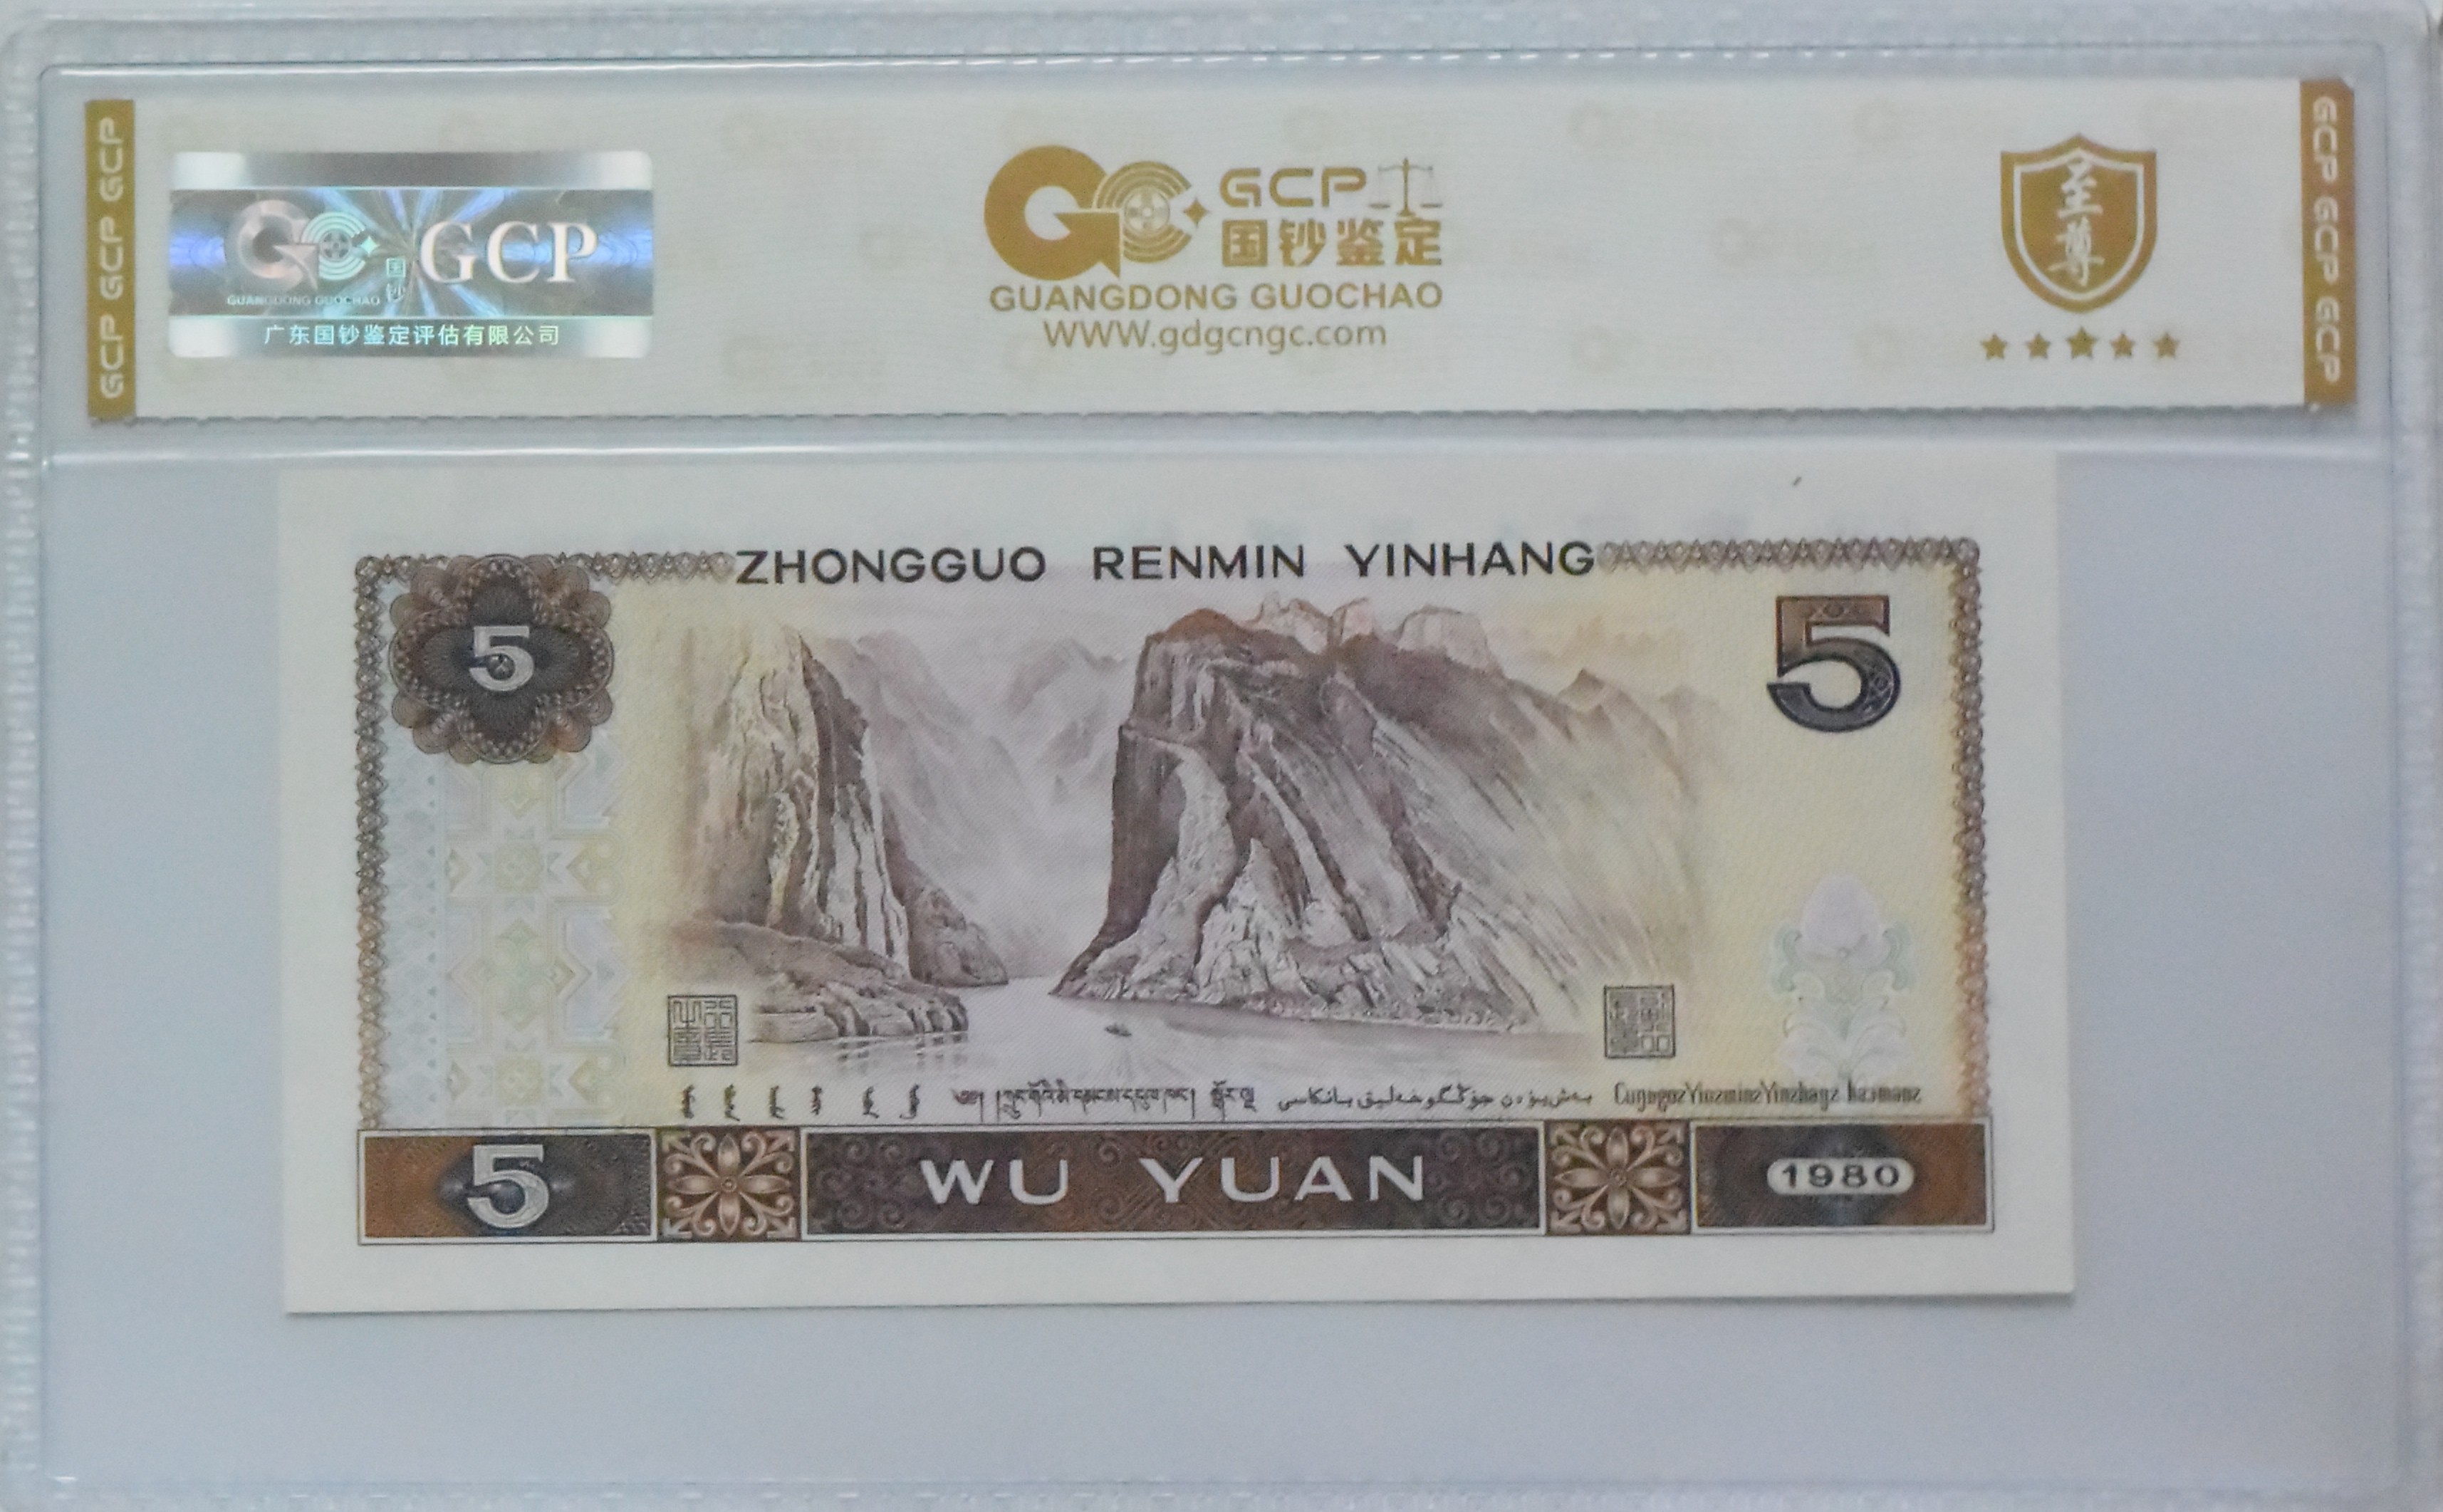 GCP GCP GCP
GCP
国钞
GUANGDONG GUOCHAO
广东国钞鉴定评估有限公司
GCP
国钞鉴定
GUANGDONG GUOCHAO
WWW.gdgcngc.com
至尊
GCP GCP GCP
ZHONGGUO RENMIN YINHANG
5
5
5
WU YUAN
1980